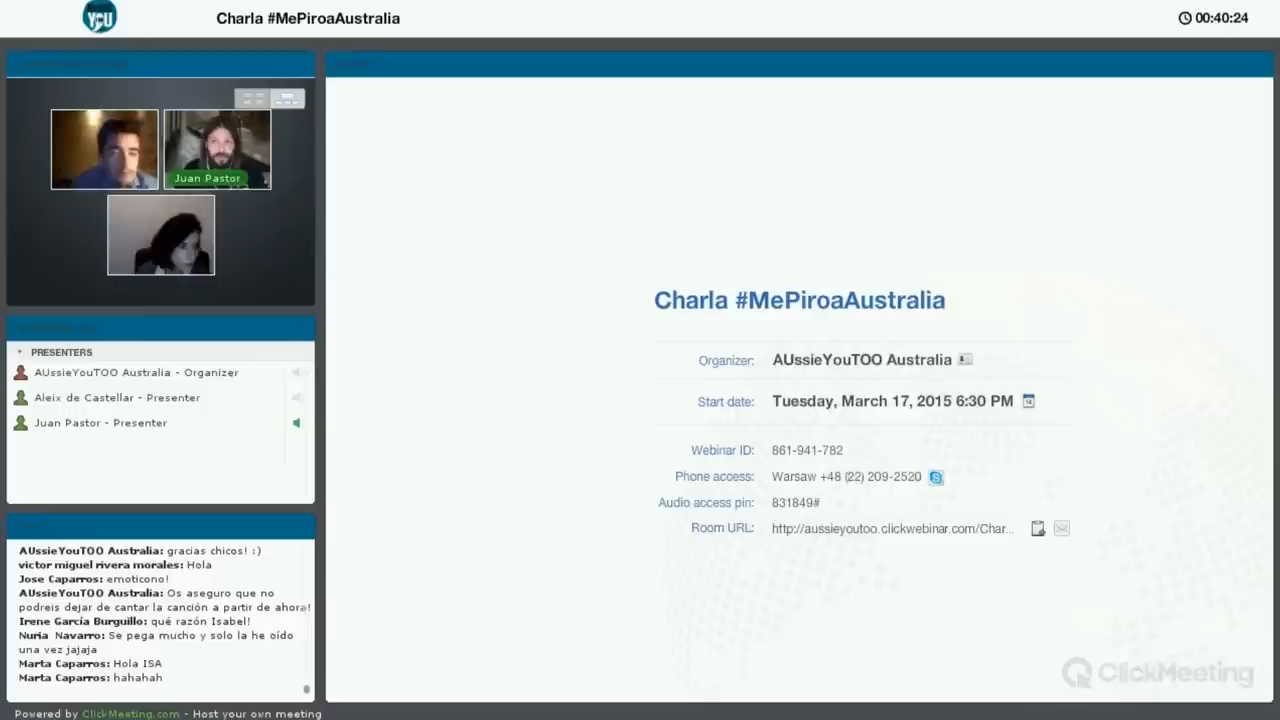 YOU
Charla #MePiroaAustralia
00:40:24
Juan Pastor
PRESENTERS
AUssieYouTOO Australia - Organizer
Aleix de Castellar - Presenter
Juan Pastor - Presenter
AUssieYouTOO Australia: gracias chicos! :)
victor miguel rivera morales: Hola
Jose Caparros: emoticono!
AUssieYouTOO Australia: Os aseguro que no
podreis dejar de cantar la canción a partir de ahora!
Irene García Burguillo: qué razón Isabel!
Nuria Navarro: Se pega mucho y solo la he oído
una vez jajaja
Marta Caparros: Hola ISA
Marta Caparros: hahahah
Powered by ClickMeeting.com - Host your own meeting
Charla #MePiroaAustralia
Organizer: AUssieYouTOO Australia
Start date: Tuesday, March 17, 2015 6:30 PM
Webinar ID: 861-941-782
Phone access: Warsaw +48 (22) 209-2520
Audio access pin: 831849#
Room URL: http://aussieyoutoo.clickwebinar.com/Char...
ClickMeeting